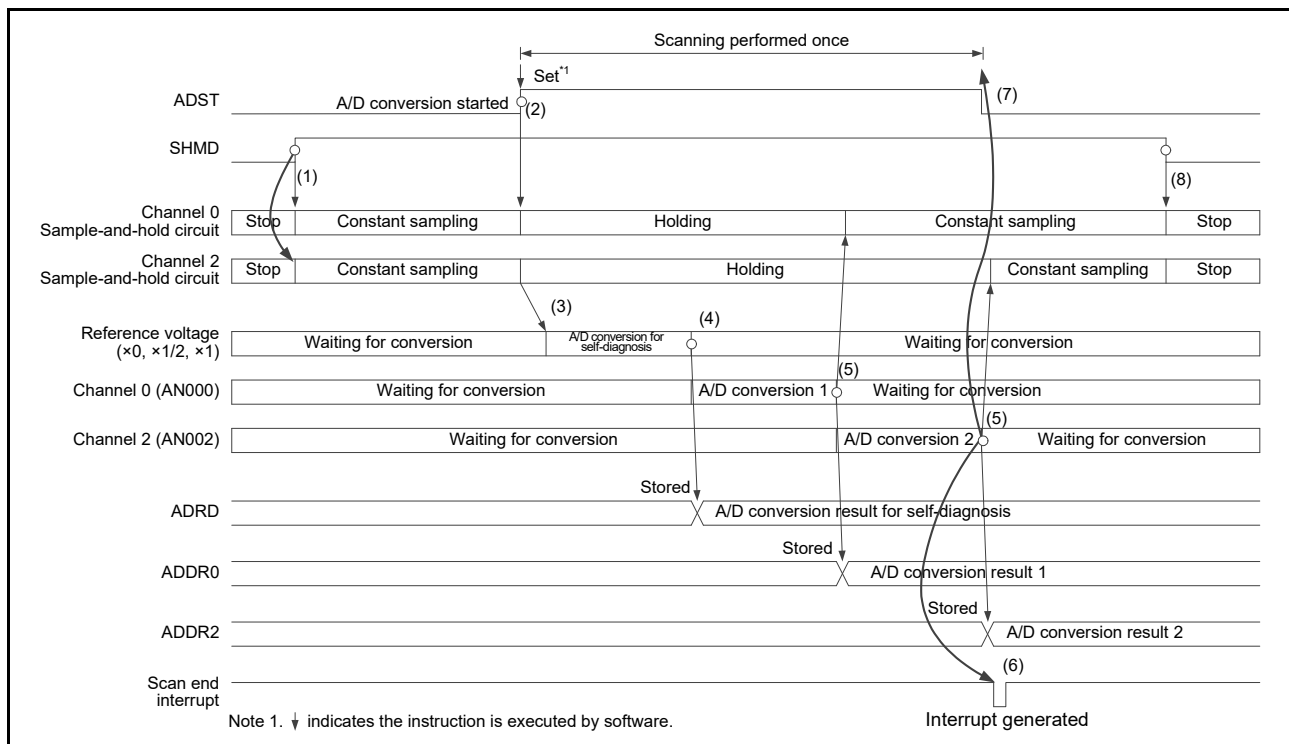 Scanning performed once
Set*1
ADST
A/D conversion started
(2)
(7)
SHMD
(1)
(8)
Channel 0
Sample-and-hold circuit
Stop
Constant sampling
Holding
Constant sampling
Stop
Channel 2
Sample-and-hold circuit
Stop
Constant sampling
Holding
Constant sampling
Stop
(3)
(4)
Reference voltage
(×0, ×1/2, ×1)
Waiting for conversion
A/D conversion for
self-diagnosis
Waiting for conversion
(5)
Channel 0 (AN000)
Waiting for conversion
A/D conversion 1
Waiting for conversion
(5)
Channel 2 (AN002)
Waiting for conversion
A/D conversion 2
Waiting for conversion
Stored
ADRD
A/D conversion result for self-diagnosis
Stored
ADDR0
A/D conversion result 1
Stored
ADDR2
A/D conversion result 2
(6)
Scan end
interrupt
Note 1. ↓ indicates the instruction is executed by software.
Interrupt generated